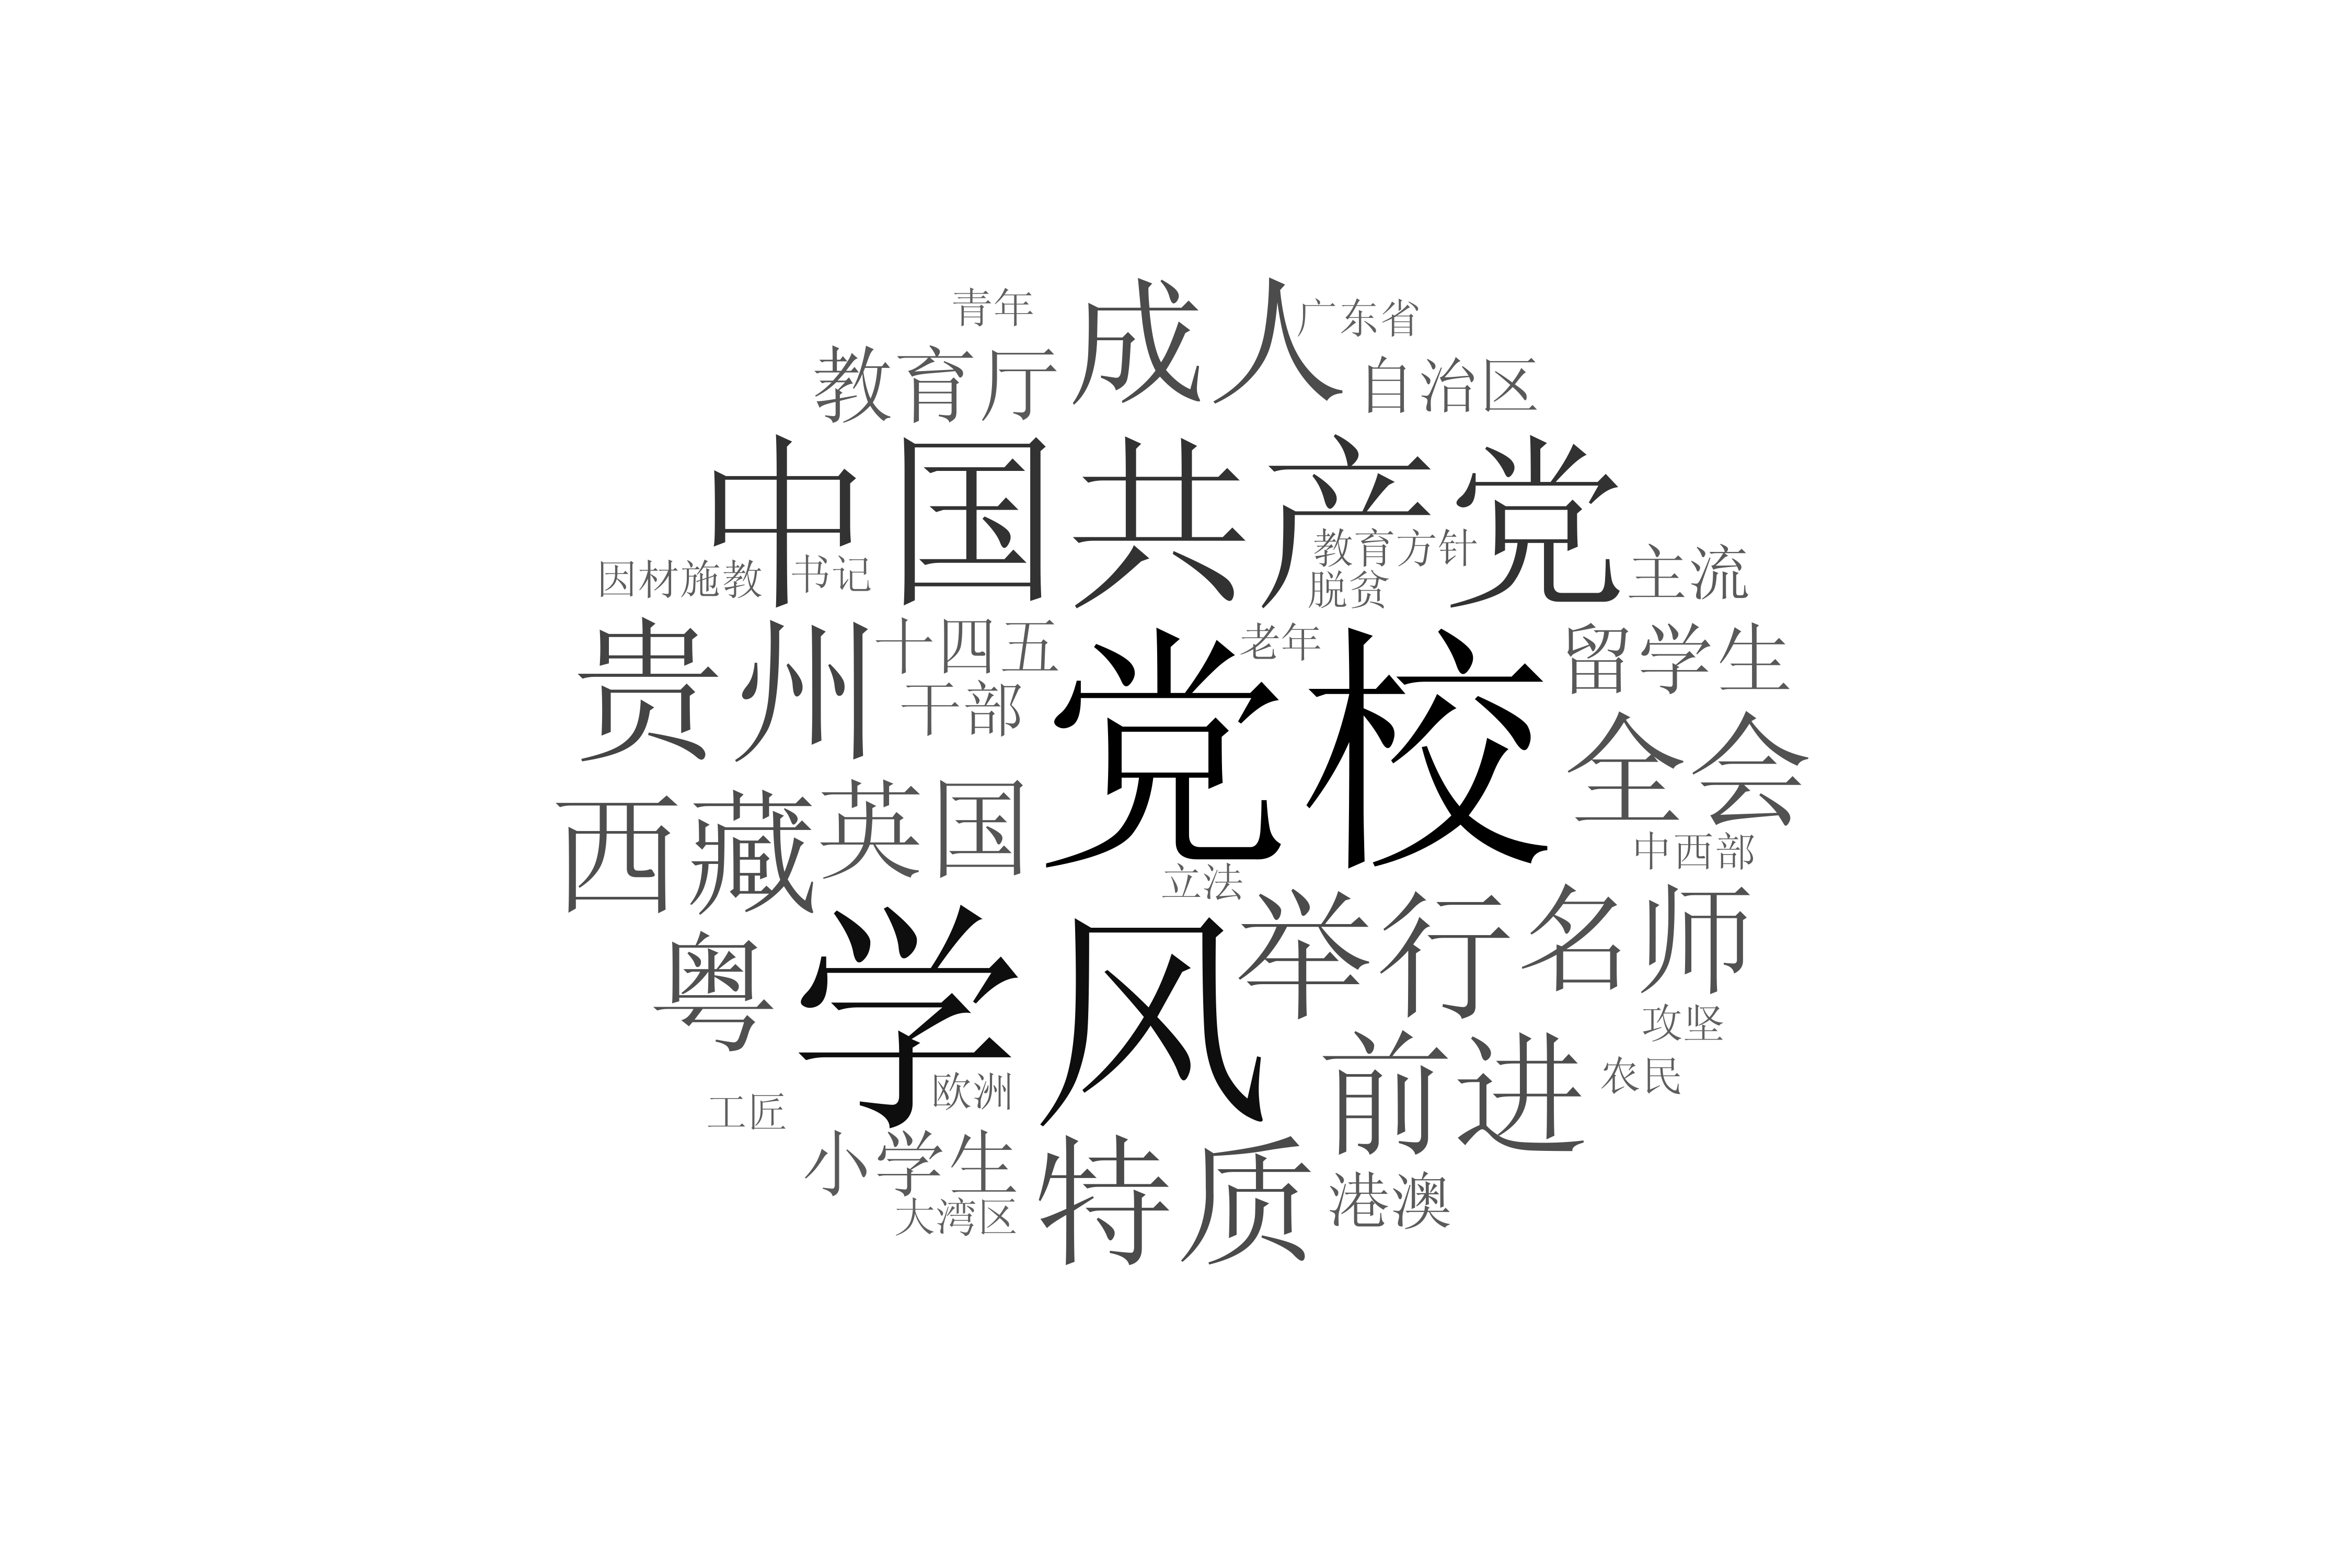 青年
成人
广东省
教育厅
自治区
中国共产党
教育方针
因材施教
书记
脱贫
主流
贵州
十四五
老年
党校
留学生
干部
全会
西藏
英国
中西部
立法
举行
名师
粤
学风
攻坚
前进
农民
欧洲
工匠
小学生
特质
港澳
大湾区